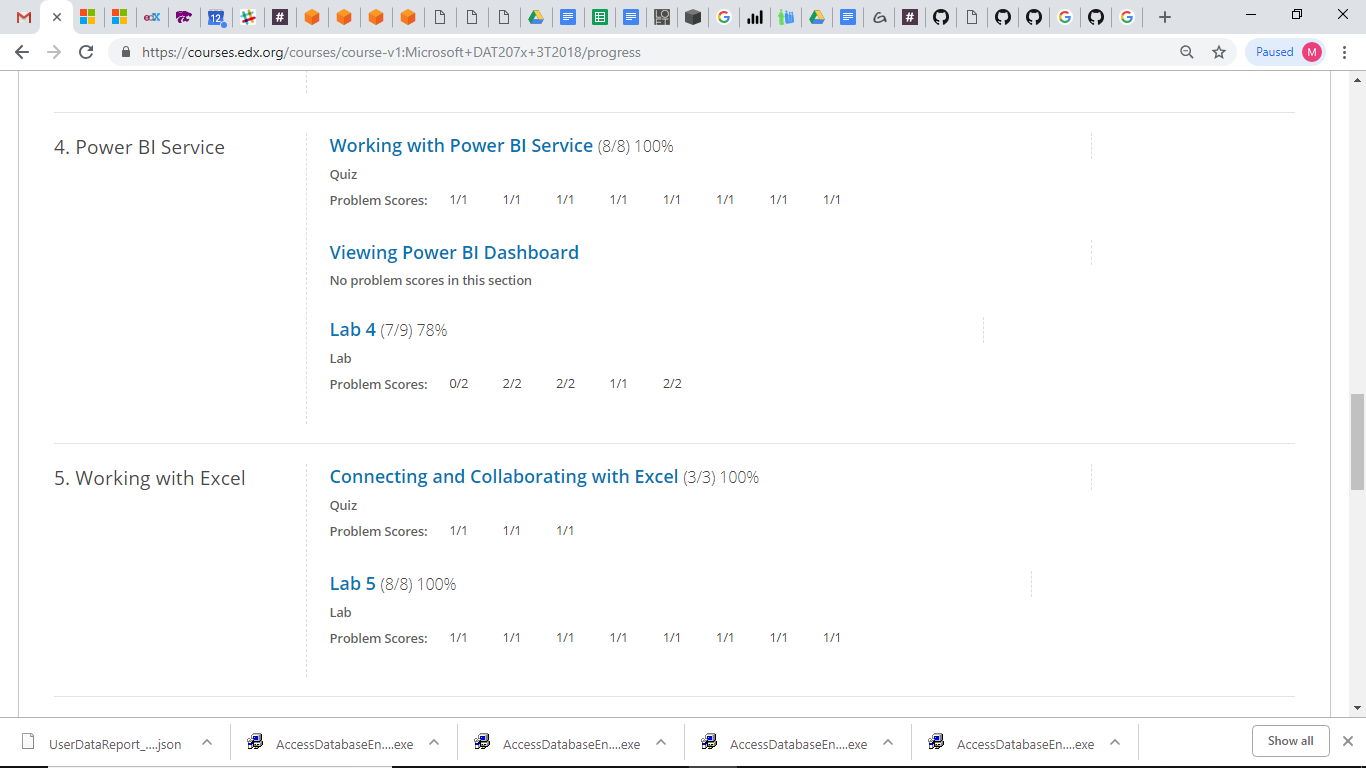 edX
12
https://courses.edx.org/courses/course-v1:Microsoft+DAT207x+3T2018/progress
Paused M
4. Power BI Service
Working with Power BI Service (8/8) 100%
Quiz
Problem Scores: 1/1 1/1 1/1 1/1 1/1 1/1 1/1 1/1
Viewing Power BI Dashboard
No problem scores in this section
Lab 4 (7/9) 78%
Lab
Problem Scores: 0/2 2/2 2/2 1/1 2/2
5. Working with Excel
Connecting and Collaborating with Excel (3/3) 100%
Quiz
Problem Scores: 1/1 1/1 1/1
Lab 5 (8/8) 100%
Lab
Problem Scores: 1/1 1/1 1/1 1/1 1/1 1/1 1/1 1/1
UserDataReport_....json AccessDatabaseEn....exe AccessDatabaseEn....exe AccessDatabaseEn....exe AccessDatabaseEn....exe Show all